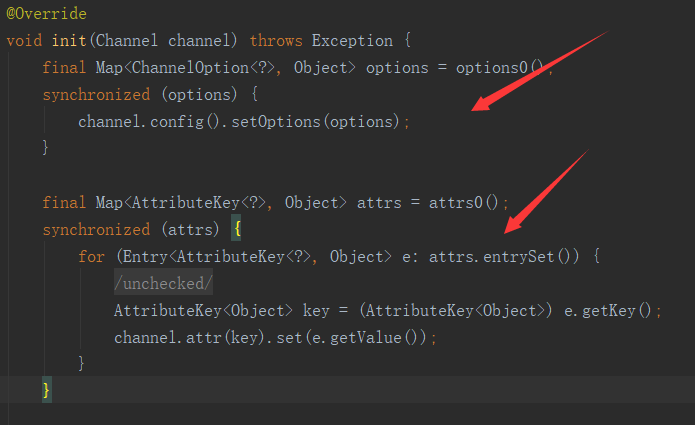 @Override
void init(Channel channel) throws Exception {
    final Map<ChannelOption<?>, Object> options = options0();
    synchronized (options) {
        channel.config().setOptions(options);
    }
    final Map<AttributeKey<?>, Object> attrs = attrs0();
    synchronized (attrs) {
        for (Entry<AttributeKey<?>, Object> e: attrs.entrySet()) {
            /unchecked/
            AttributeKey<Object> key = (AttributeKey<Object>) e.getKey();
            channel.attr(key).set(e.getValue());
        }
    }